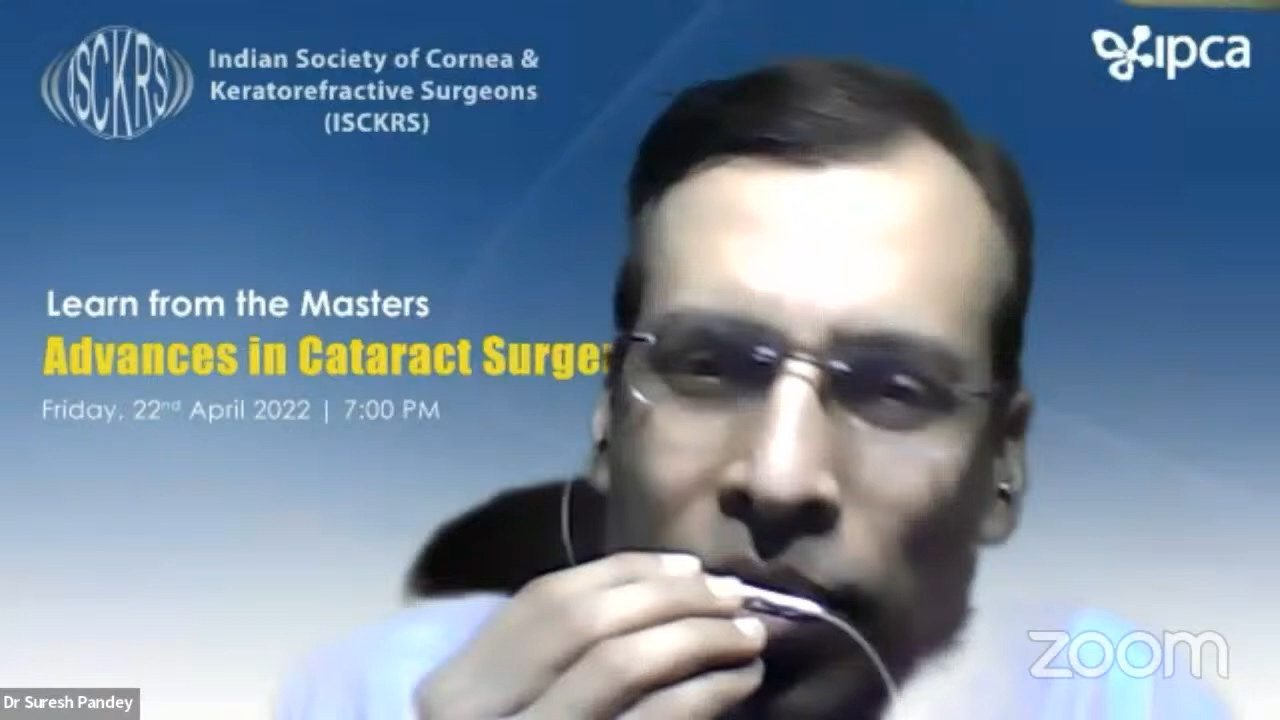 ISCKRS
Indian Society of Cornea &
Keratorefractive Surgeons
(ISCKRS)
ipca
Learn from the Masters
Advances in Cataract Surge
Friday, 22nd April 2022 | 7:00 PM
zoom
Dr Suresh Pandey